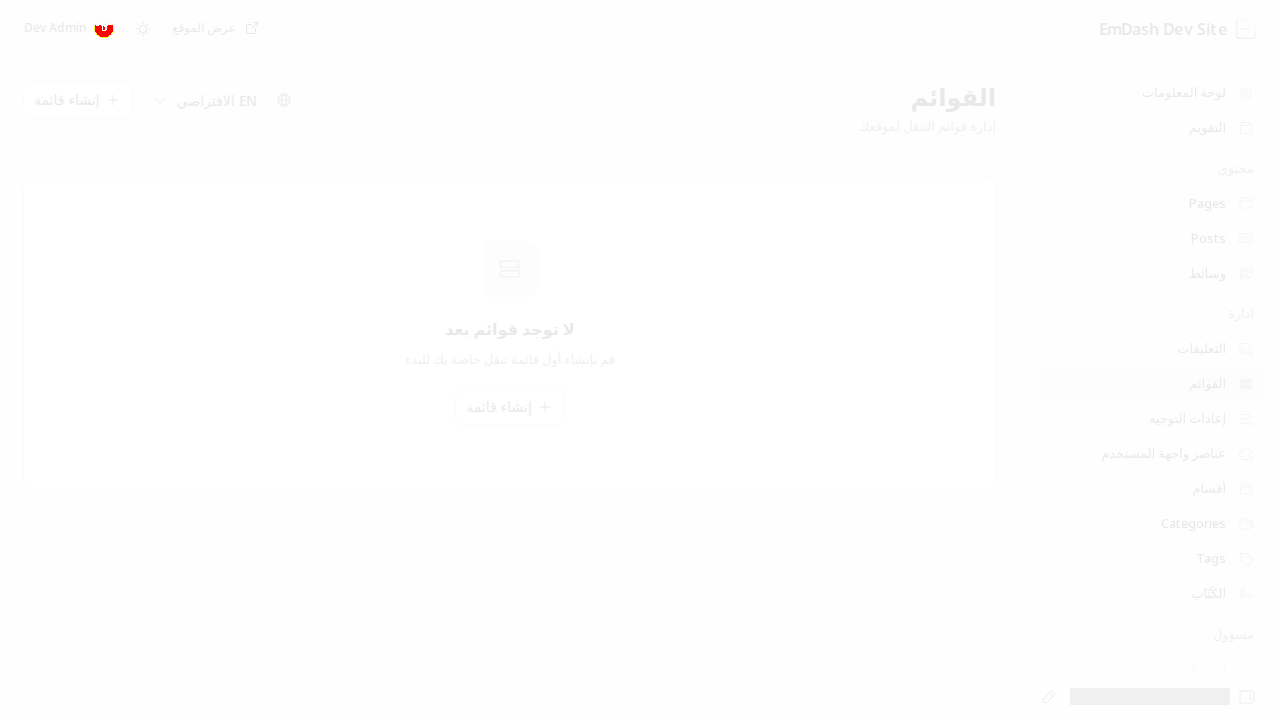 EmDash Dev Site
عرض الموقع
Dev Admin
D
لوحة المعلومات
التقويم
محتوى
Pages
Posts
وسائط
إدارة
التعليقات
القوائم
إعادات التوجيه
عناصر واجهة المستخدم
أقسام
Categories
Tags
الكُتّاب
مسؤول
القوائم
إدارة قوائم التنقل لموقعك
EN الافتراضي
إنشاء قائمة
لا توجد قوائم بعد
قم بإنشاء أول قائمة تنقل خاصة بك للبدء
إنشاء قائمة